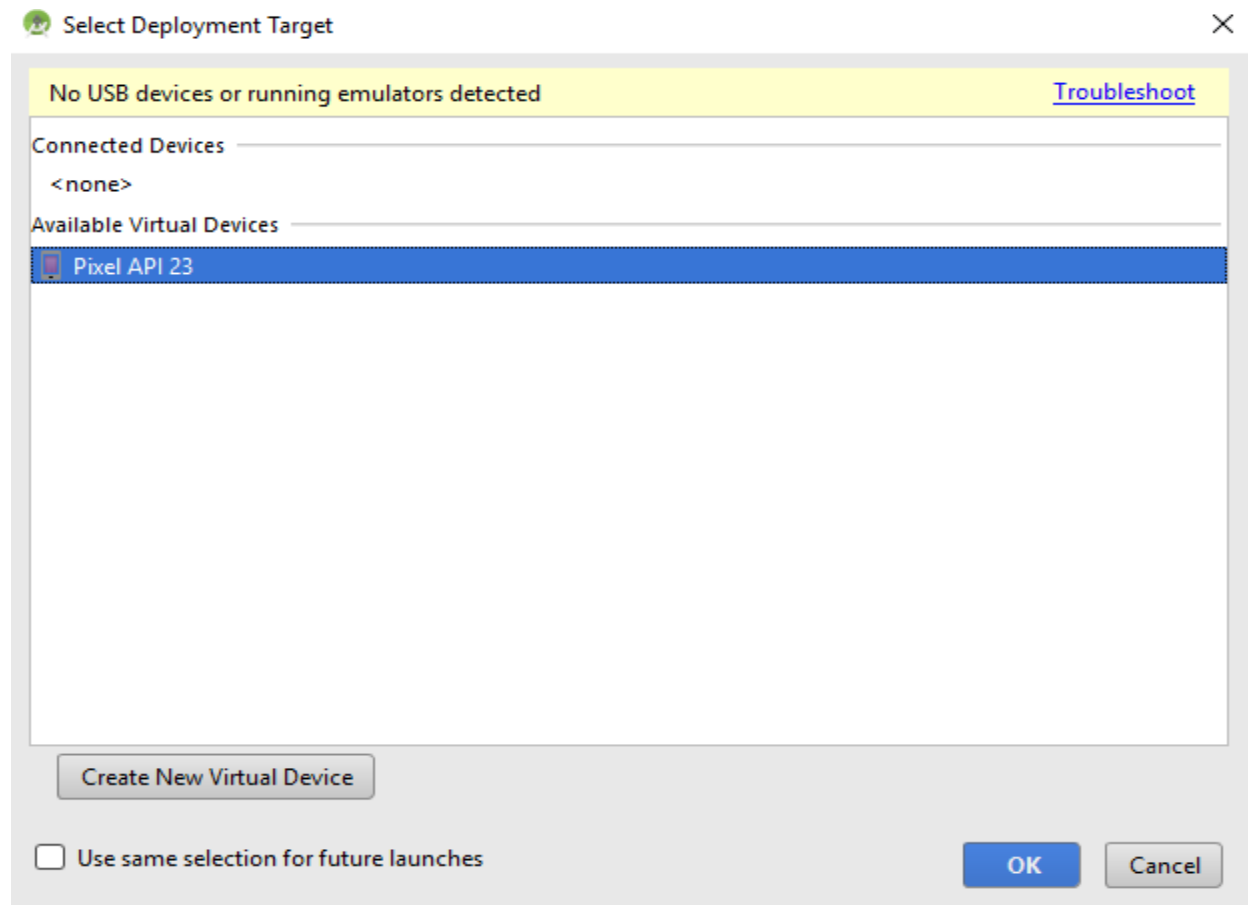 Select Deployment Target
No USB devices or running emulators detected Troubleshoot
Connected Devices
<none>
Available Virtual Devices
Pixel API 23
Create New Virtual Device
Use same selection for future launches
OK Cancel